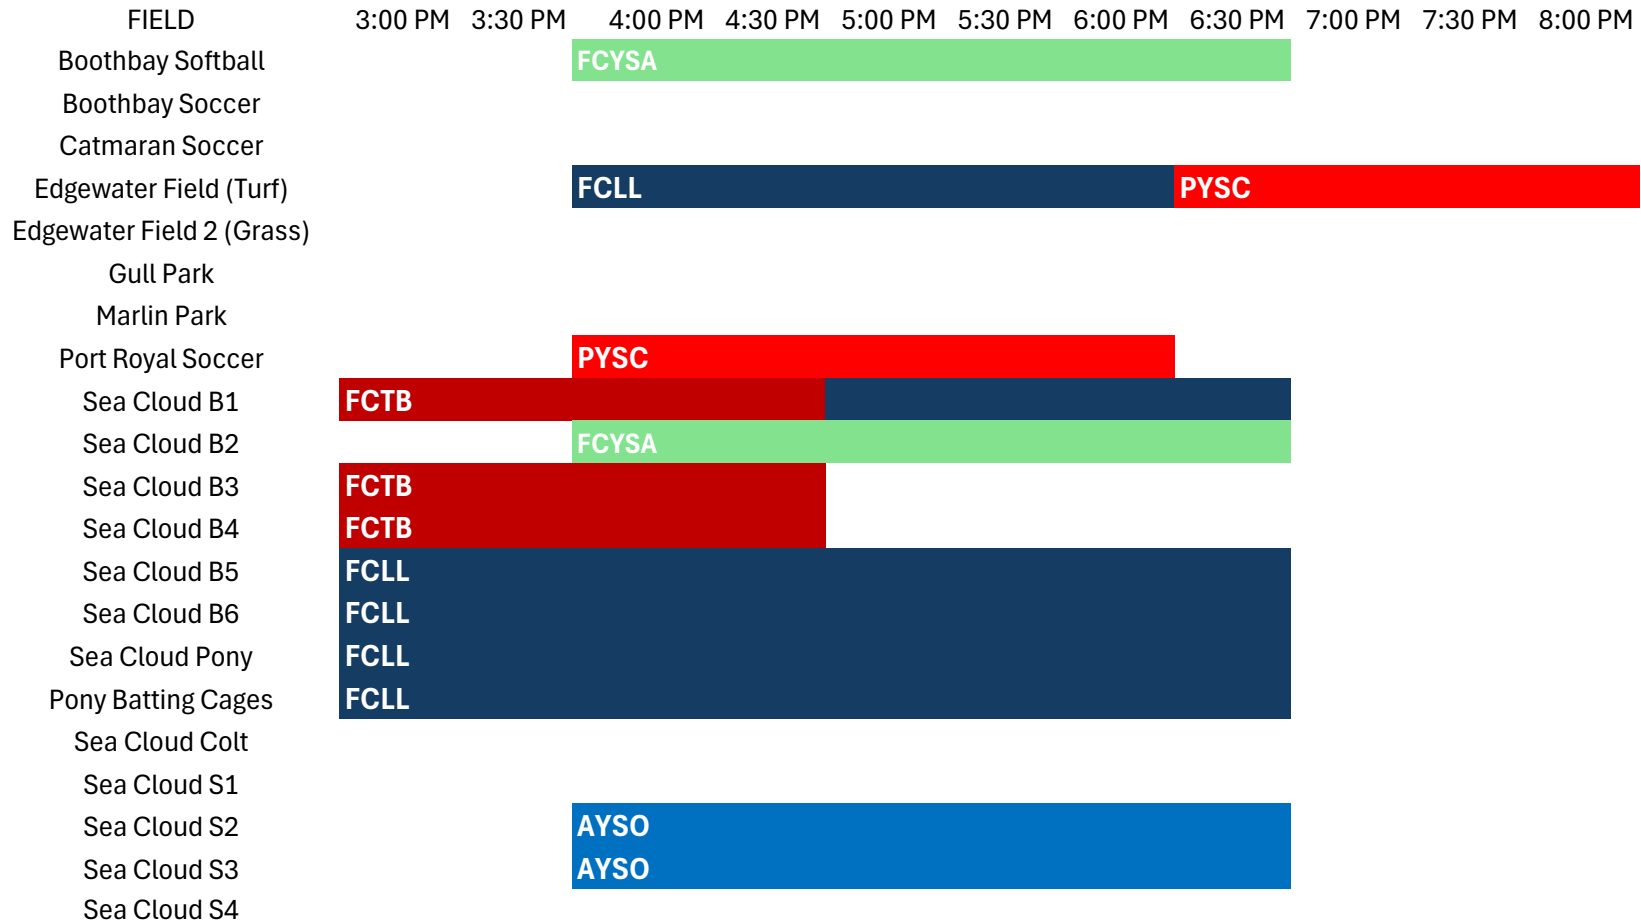 FIELD 3:00 PM 3:30 PM 4:00 PM 4:30 PM 5:00 PM 5:30 PM 6:00 PM 6:30 PM 7:00 PM 7:30 PM 8:00 PM
Boothbay Softball FCYSA
Boothbay Soccer
Catmaran Soccer
Edgewater Field (Turf) FCLL PYSC
Edgewater Field 2 (Grass)
Gull Park
Marlin Park
Port Royal Soccer PYSC
Sea Cloud B1 FCTB
Sea Cloud B2 FCYSA
Sea Cloud B3 FCTB
Sea Cloud B4 FCTB
Sea Cloud B5 FCLL
Sea Cloud B6 FCLL
Sea Cloud Pony FCLL
Pony Batting Cages FCLL
Sea Cloud Colt
Sea Cloud S1
Sea Cloud S2 AYSO
Sea Cloud S3 AYSO
Sea Cloud S4